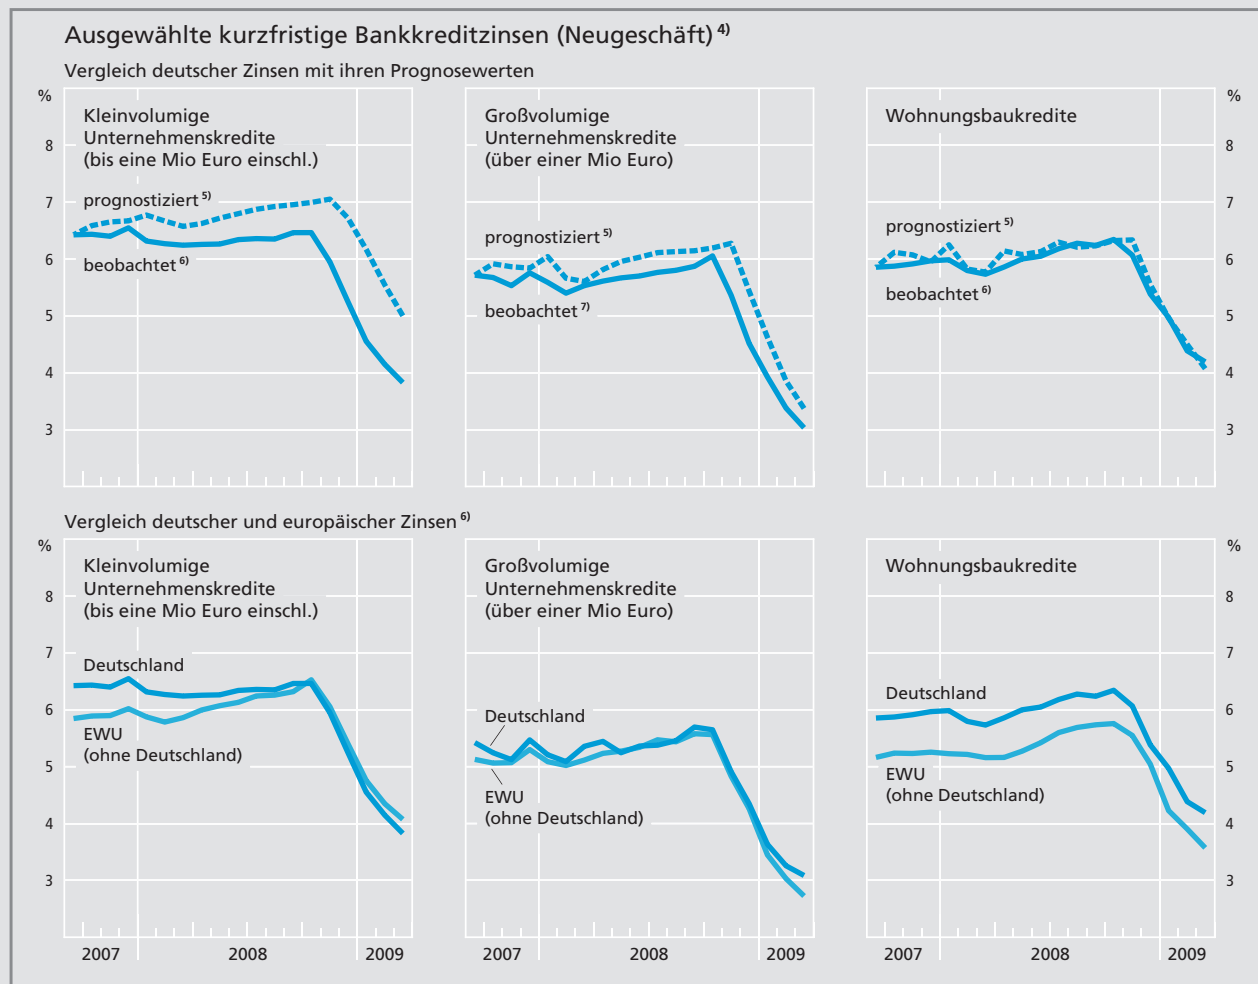 Ausgewählte kurzfristige Bankkreditzinsen (Neugeschäft) 4)
Vergleich deutscher Zinsen mit ihren Prognosewerten
%
Kleinvolumige
Unternehmenskredite
(bis eine Mio Euro einschl.)
prognostiziert 5)
beobachtet 6)
8
7
6
5
4
3
Großvolumige
Unternehmenskredite
(über einer Mio Euro)
prognostiziert 5)
beobachtet 7)
Wohnungsbaukredite
prognostiziert 5)
beobachtet 6)
%
8
7
6
5
4
3
Vergleich deutscher und europäischer Zinsen 6)
%
Kleinvolumige
Unternehmenskredite
(bis eine Mio Euro einschl.)
Deutschland
EWU
(ohne Deutschland)
8
7
6
5
4
3
2007 2008 2009
Großvolumige
Unternehmenskredite
(über einer Mio Euro)
Deutschland
EWU
(ohne Deutschland)
2007 2008 2009
Wohnungsbaukredite
Deutschland
EWU
(ohne Deutschland)
%
8
7
6
5
4
3
2007 2008 2009